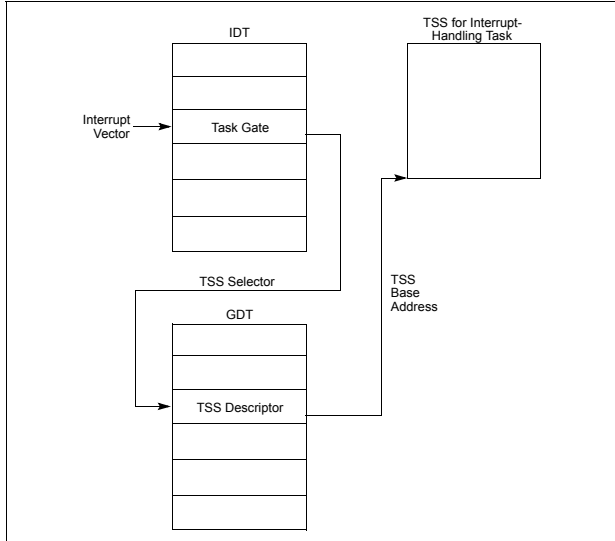 IDT
TSS for Interrupt-
Handling Task
Interrupt
Vector
Task Gate
TSS Selector
TSS
Base
Address
GDT
TSS Descriptor